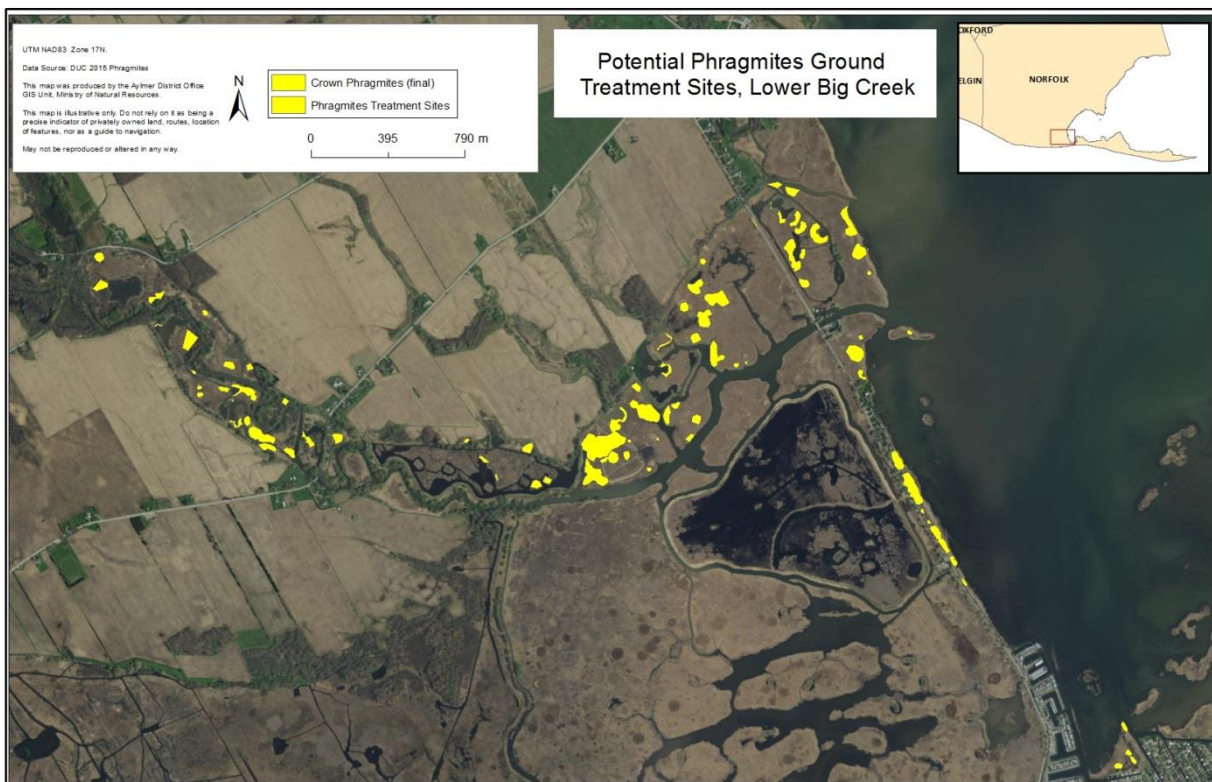 UTM NAD83 Zone 17N.
Data Source: DUC 2015 Phragmites
This map was produced by the Aylmer District Office
GIS Unit, Ministry of Natural Resources.
This map is illustrative only. Do not rely on it as being a
precise indicator of privately owned land, routes, location
of features, nor as a guide to navigation.
May not be reproduced or altered in any way.
N
Crown Phragmites (final)
Phragmites Treatment Sites
0 395 790 m
Potential Phragmites Ground
Treatment Sites, Lower Big Creek
OXFORD
ELGIN
NORFOLK